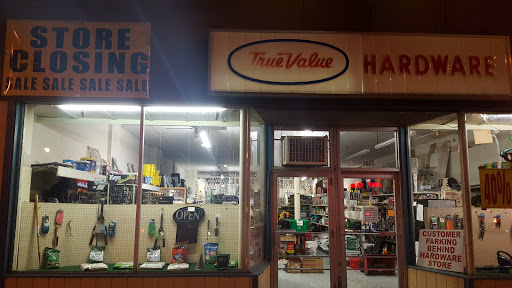 STORE
CLOSING
SALE SALE SALE SALE
True Value
HARDWARE
OPEN
CUSTOMER
PARKING
BEHIND
HARDWARE
STORE